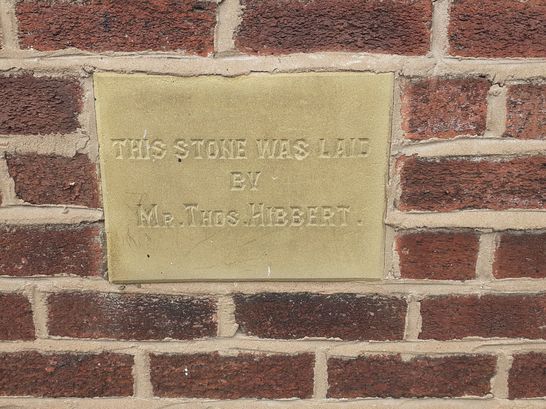 THIS STONE WAS LAID
BY
MR. THOS. HIBBERT.